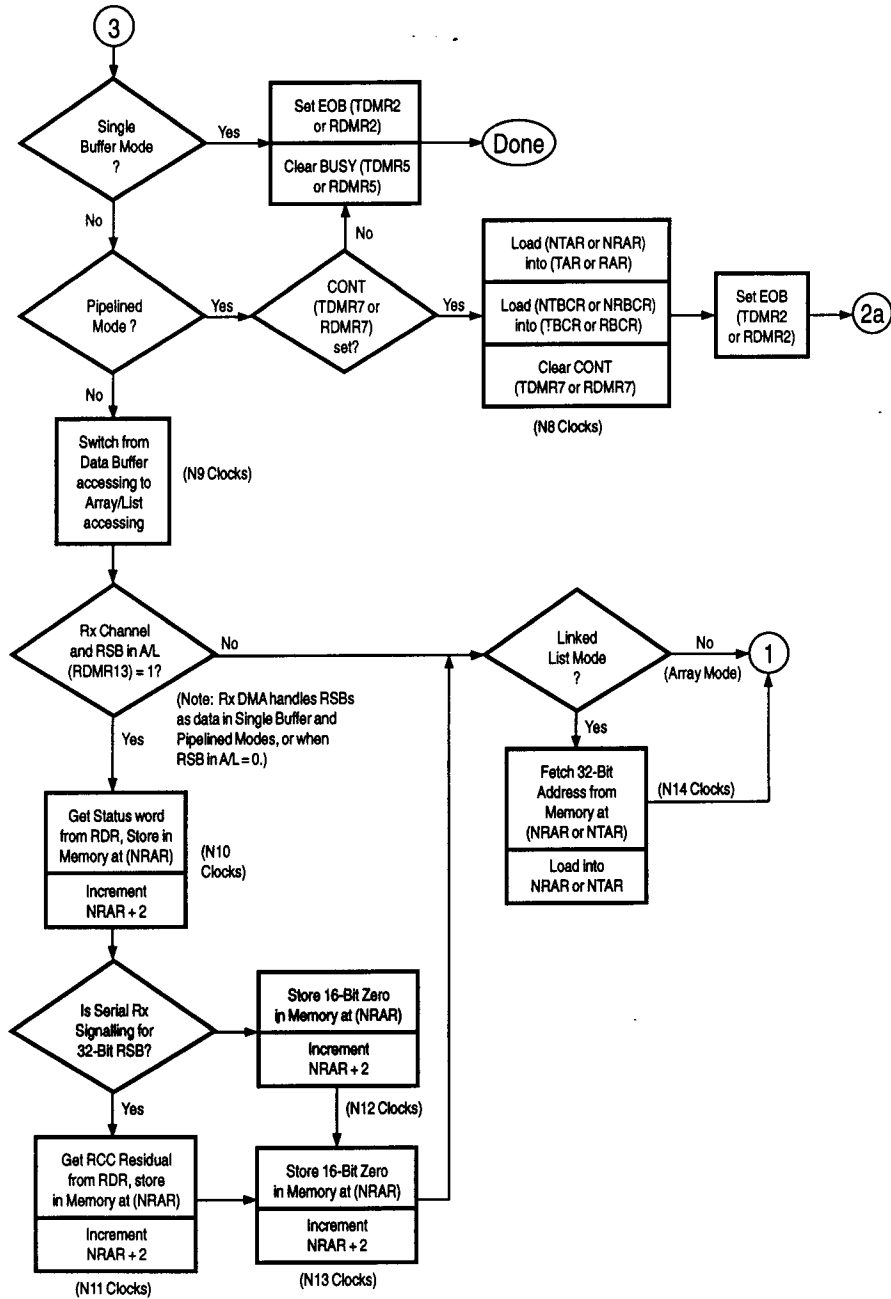 3
Single
Buffer Mode
?
Yes
No
Set EOB (TDMR2
or RDMR2)
Clear BUSY (TDMR5
or RDMR5)
Done
Pipelined
Mode ?
Yes
No
CONT
(TDMR7 or
RDMR7)
set?
No
Yes
Load (NTAR or NRAR)
into (TAR or RAR)
Load (NTBCR or NRBCR)
into (TBCR or RBCR)
Clear CONT
(TDMR7 or RDMR7)
(N8 Clocks)
Set EOB
(TDMR2
or RDMR2)
2a
Switch from
Data Buffer
accessing to
Array/List
accessing
(N9 Clocks)
Rx Channel
and RSB in A/L
(RDMR13) = 1?
No
Yes
(Note: Rx DMA handles RSBs
as data in Single Buffer and
Pipelined Modes, or when
RSB in A/L = 0.)
Linked
List Mode
?
No
(Array Mode)
1
Yes
Fetch 32-Bit
Address from
Memory at
(NRAR or NTAR)
Load into
NRAR or NTAR
(N14 Clocks)
Get Status word
from RDR, Store in
Memory at (NRAR)
Increment
NRAR + 2
(N10
Clocks)
Is Serial Rx
Signalling for
32-Bit RSB?
Yes
Store 16-Bit Zero
in Memory at (NRAR)
Increment
NRAR + 2
(N12 Clocks)
Get RCC Residual
from RDR, store
in Memory at (NRAR)
Increment
NRAR + 2
(N11 Clocks)
Store 16-Bit Zero
in Memory at (NRAR)
Increment
NRAR + 2
(N13 Clocks)